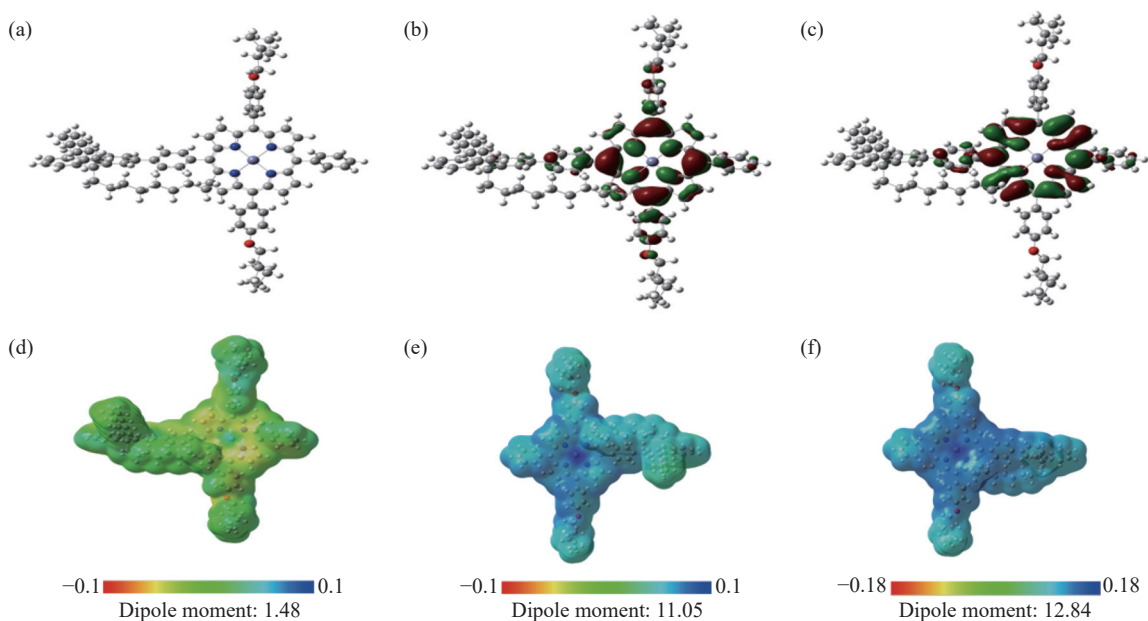 (a)
(b)
(c)
(d)
(e)
(f)
−0.1 0.1
Dipole moment: 1.48
−0.1 0.1
Dipole moment: 11.05
−0.18 0.18
Dipole moment: 12.84